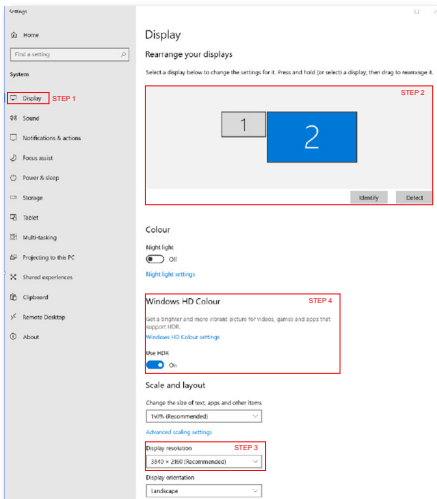 Settings
Home
Find a setting
System
Display
STEP 1
Sound
Notifications & actions
Focus assist
Power & sleep
Storage
Tablet
Multi-tasking
Projecting to this PC
Shared experiences
Clipboard
Remote Desktop
About
Display
Rearrange your displays
Select a display below to change the settings for it. Press and hold (or select) a display, then drag to rearrange it.
STEP 2
1
2
Identify
Detect
Colour
Night light
Off
Night light settings
Windows HD Colour
STEP 4
Get a brighter and more vibrant picture for videos, games and apps that
support HDR.
Windows HD Colour settings
Use HDR
On
Scale and layout
Change the size of text, apps and other items
150% (Recommended)
Advanced scaling settings
Display resolution
STEP 3
3840 × 2160 (Recommended)
Display orientation
Landscape